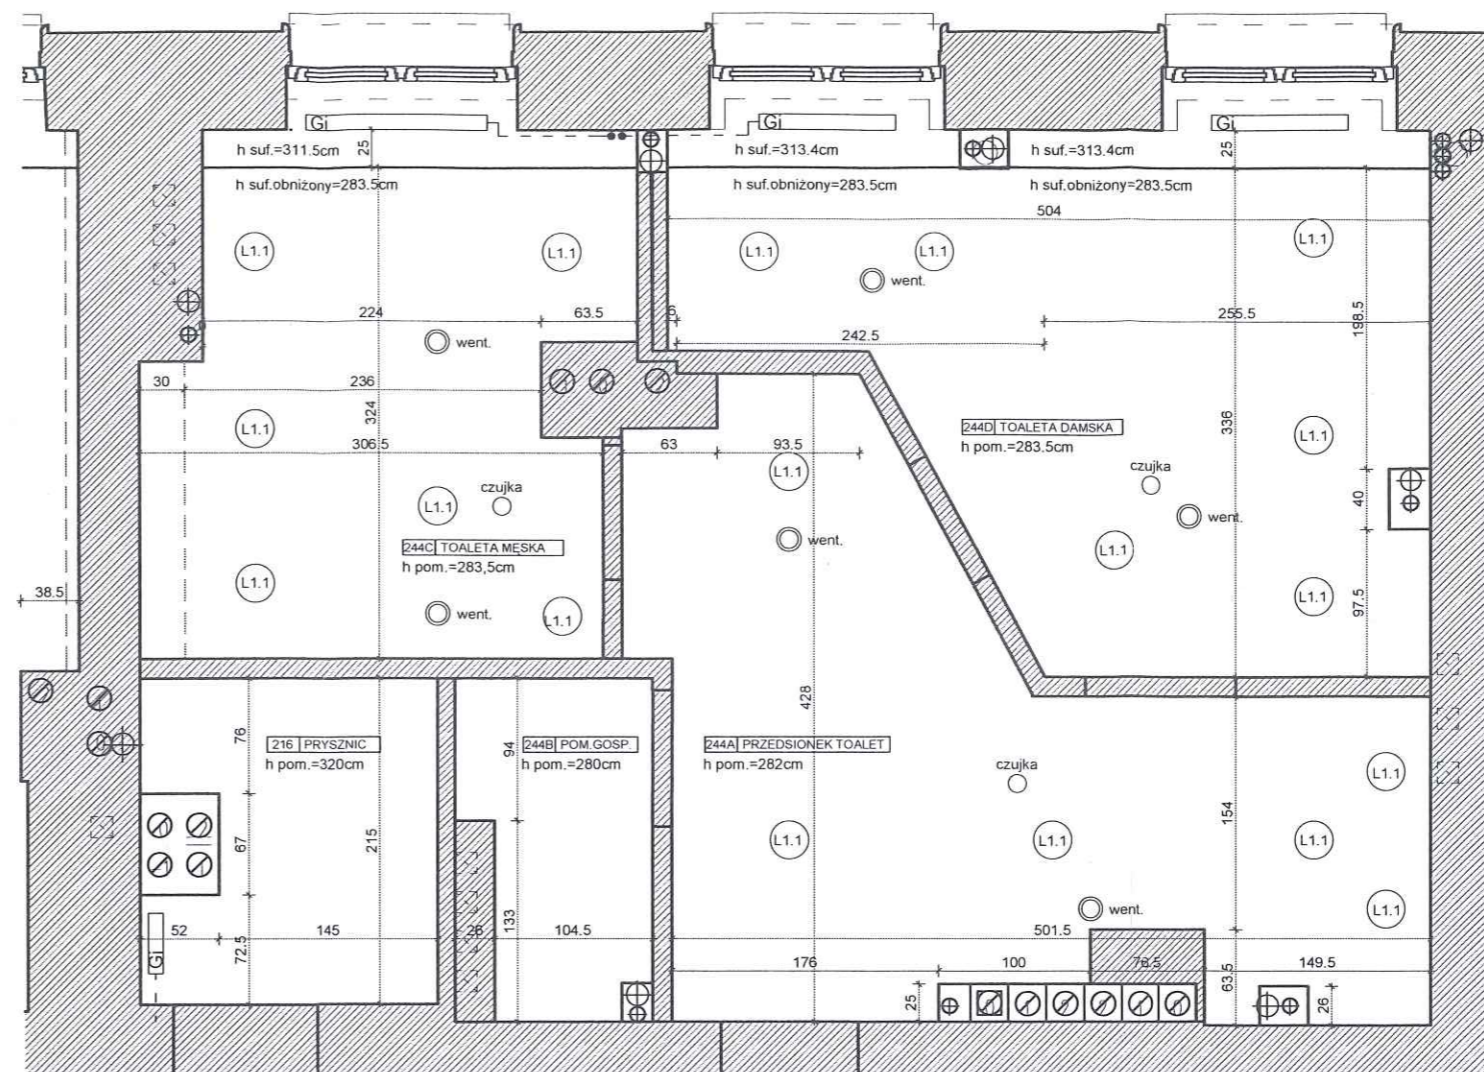 Gi
Gi
Gi
h suf.=311.5cm
25
h suf.=313.4cm
h suf.=313.4cm
25
h suf.obniżony=283.5cm
h suf.obniżony=283.5cm
h suf.obniżony=283.5cm
504
L1.1
L1.1
L1.1
L1.1
L1.1
went.
224
63.5
6
255.5
198.5
went.
242.5
30
236
324
336
L1.1
306.5
63
93.5
244D TOALETA DAMSKA
h pom.=283.5cm
L1.1
L1.1
czujka
czujka
L1.1
40
went.
244C TOALETA MĘSKA
h pom.=283,5cm
went.
L1.1
L1.1
38.5
went.
L1.1
L1.1
97.5
428
76
216 PRYSZNIC
h pom.=320cm
94
244B POM.GOSP.
h pom.=280cm
244A PRZEDSIONEK TOALET
h pom.=282cm
czujka
L1.1
154
67
215
L1.1
L1.1
L1.1
L1.1
went.
52
145
72.5
26
133
104.5
501.5
Gi
176
100
76.5
63.5
149.5
25
26